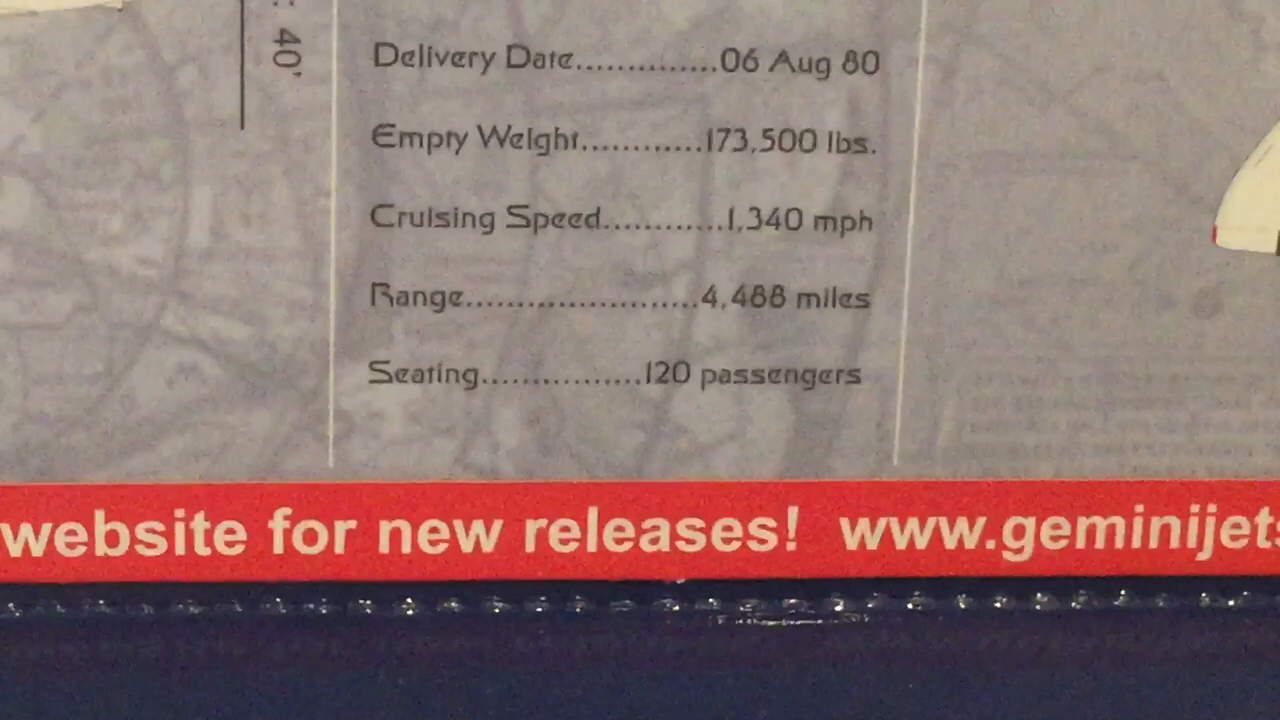 40'
Delivery Date..............06 Aug 80
Empty Weight............173,500 lbs.
Cruising Speed............1,340 mph
Range.......................4,488 miles
Seating................120 passengers
website for new releases! www.geminijets